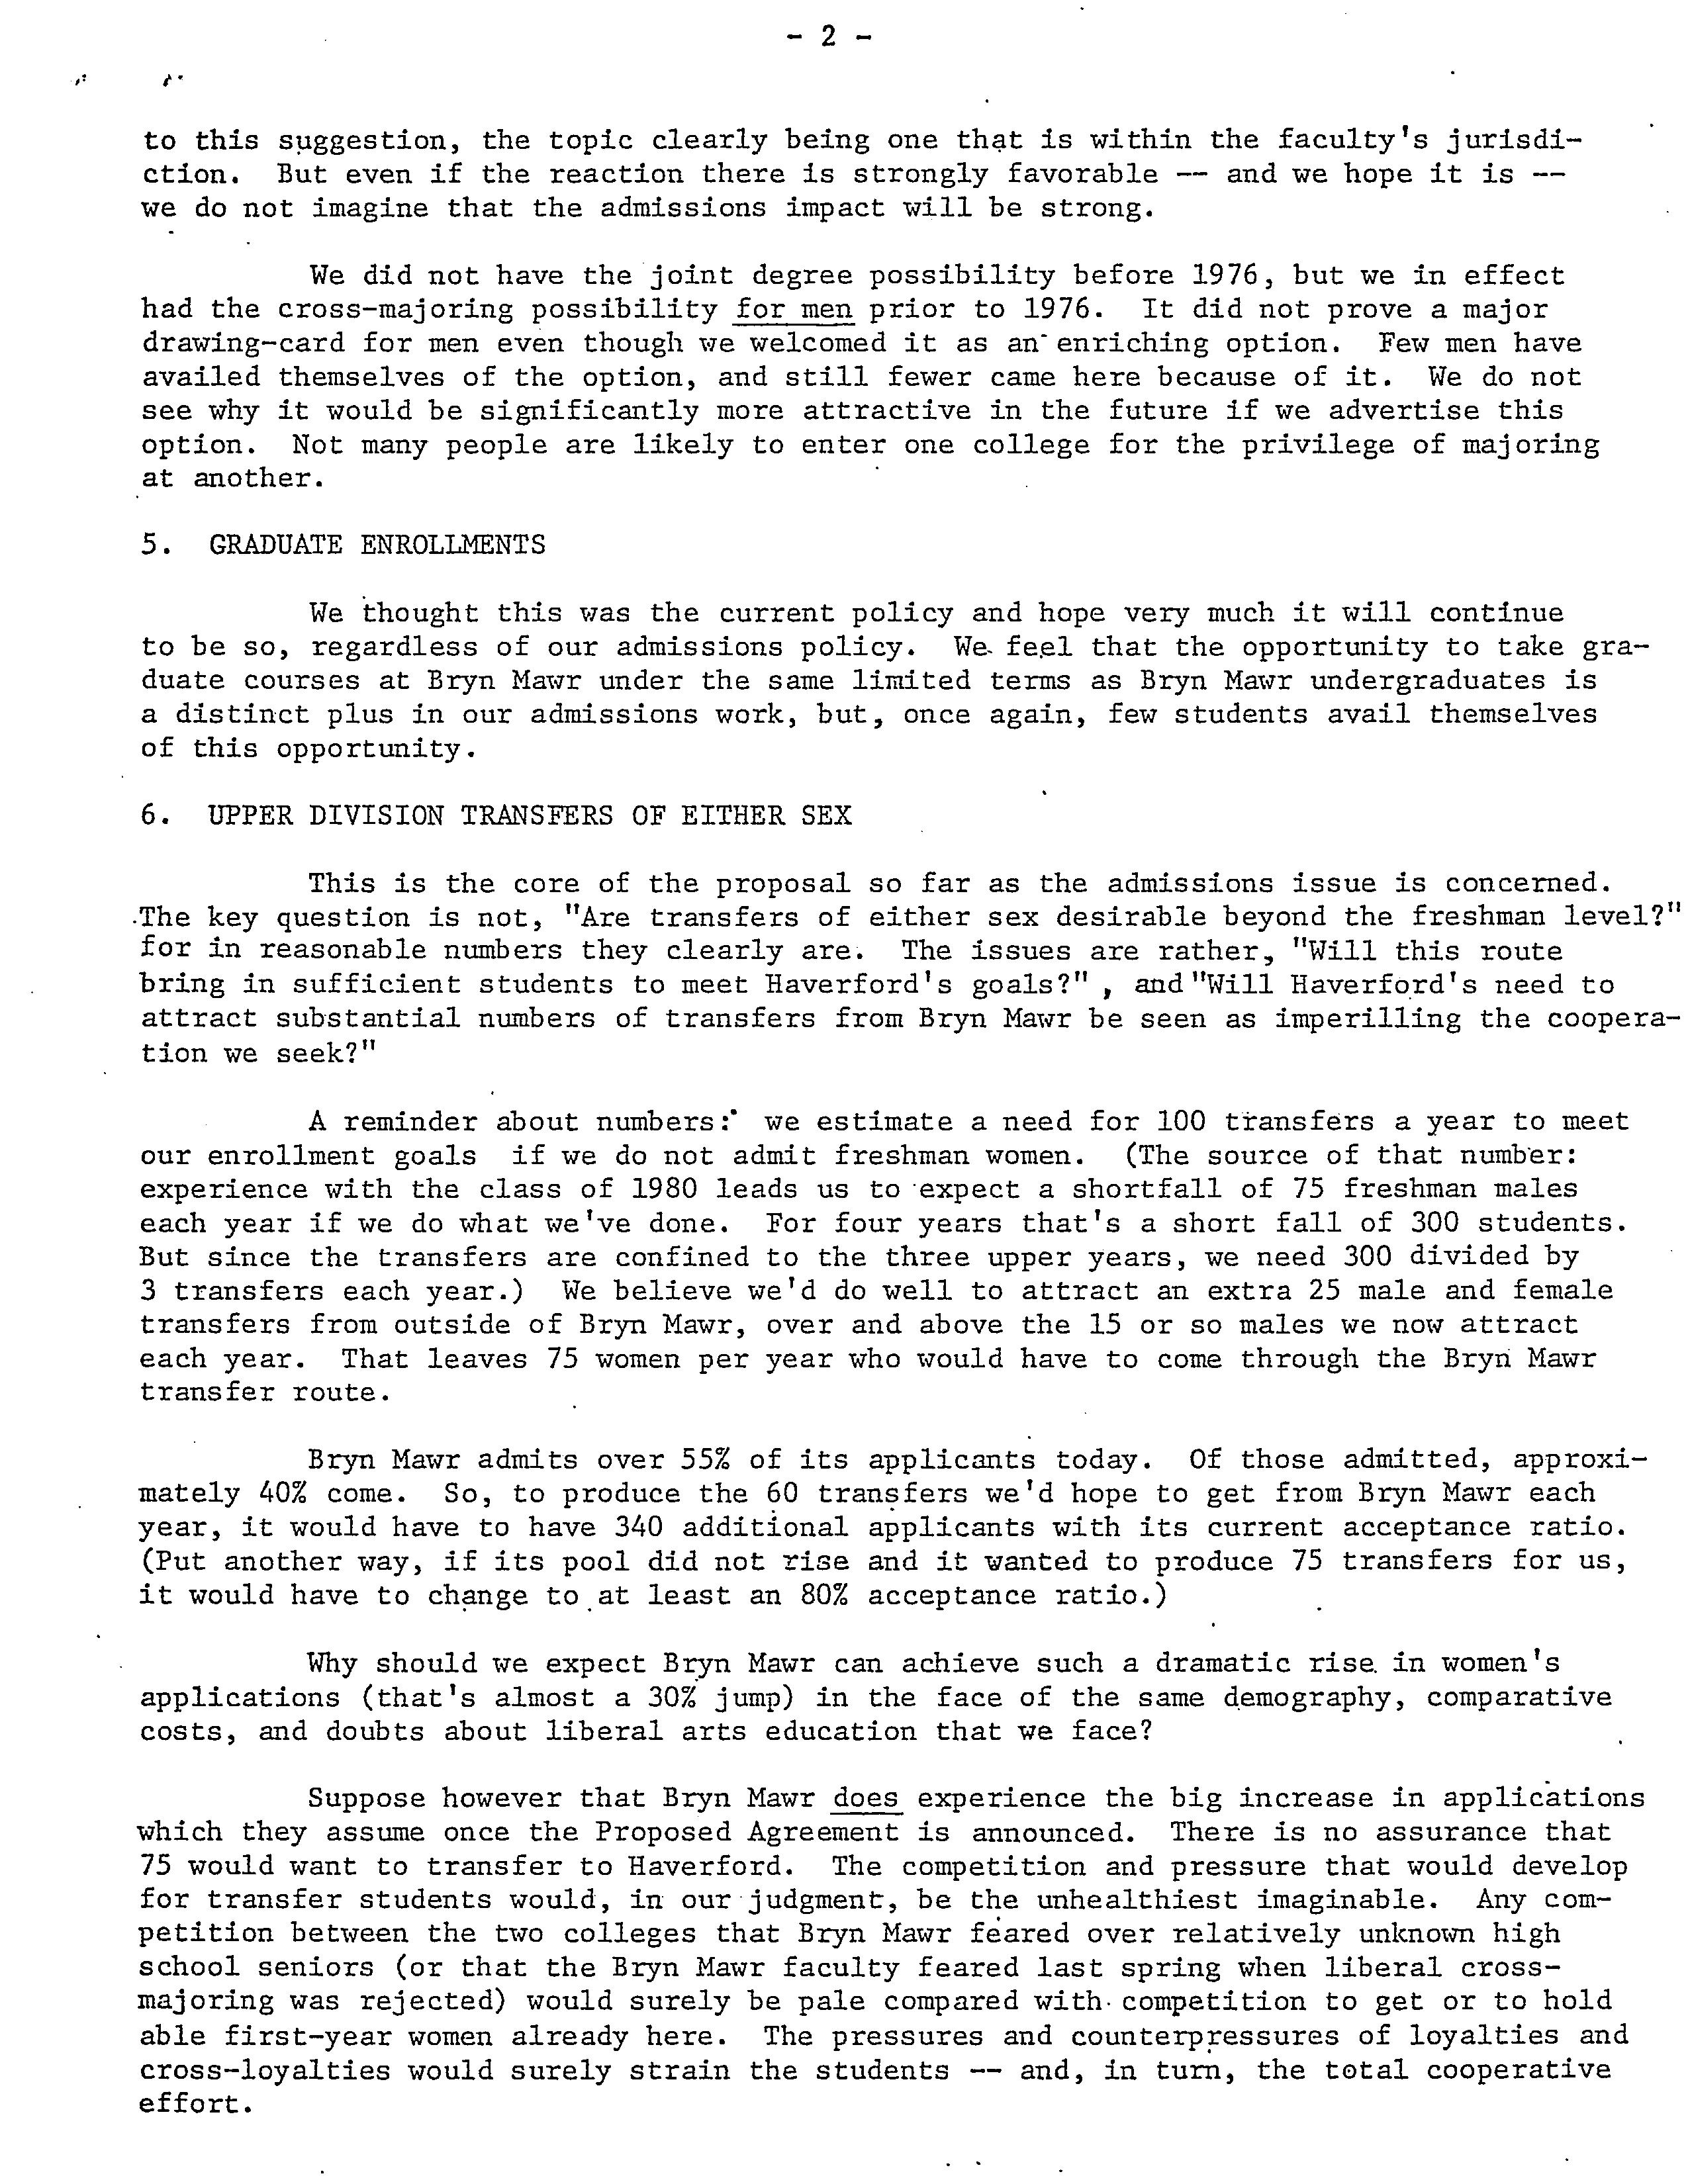 - 2 -
to this suggestion, the topic clearly being one that is within the faculty's jurisdi-
ction. But even if the reaction there is strongly favorable -- and we hope it is --
we do not imagine that the admissions impact will be strong.
We did not have the joint degree possibility before 1976, but we in effect
had the cross-majoring possibility for men prior to 1976. It did not prove a major
drawing-card for men even though we welcomed it as an enriching option. Few men have
availed themselves of the option, and still fewer came here because of it. We do not
see why it would be significantly more attractive in the future if we advertise this
option. Not many people are likely to enter one college for the privilege of majoring
at another.
5. GRADUATE ENROLLMENTS
We thought this was the current policy and hope very much it will continue
to be so, regardless of our admissions policy. We feel that the opportunity to take gra-
duate courses at Bryn Mawr under the same limited terms as Bryn Mawr undergraduates is
a distinct plus in our admissions work, but, once again, few students avail themselves
of this opportunity.
6. UPPER DIVISION TRANSFERS OF EITHER SEX
This is the core of the proposal so far as the admissions issue is concerned.
The key question is not, "Are transfers of either sex desirable beyond the freshman level?"
for in reasonable numbers they clearly are. The issues are rather, "Will this route
bring in sufficient students to meet Haverford's goals?" , and "Will Haverford's need to
attract substantial numbers of transfers from Bryn Mawr be seen as imperilling the coopera-
tion we seek?"
A reminder about numbers: we estimate a need for 100 transfers a year to meet
our enrollment goals if we do not admit freshman women. (The source of that number:
experience with the class of 1980 leads us to expect a shortfall of 75 freshman males
each year if we do what we've done. For four years that's a short fall of 300 students.
But since the transfers are confined to the three upper years, we need 300 divided by
3 transfers each year.) We believe we'd do well to attract an extra 25 male and female
transfers from outside of Bryn Mawr, over and above the 15 or so males we now attract
each year. That leaves 75 women per year who would have to come through the Bryn Mawr
transfer route.
Bryn Mawr admits over 55% of its applicants today. Of those admitted, approxi-
mately 40% come. So, to produce the 60 transfers we'd hope to get from Bryn Mawr each
year, it would have to have 340 additional applicants with its current acceptance ratio.
(Put another way, if its pool did not rise and it wanted to produce 75 transfers for us,
it would have to change to at least an 80% acceptance ratio.)
Why should we expect Bryn Mawr can achieve such a dramatic rise in women's
applications (that's almost a 30% jump) in the face of the same demography, comparative
costs, and doubts about liberal arts education that we face?
Suppose however that Bryn Mawr does experience the big increase in applications
which they assume once the Proposed Agreement is announced. There is no assurance that
75 would want to transfer to Haverford. The competition and pressure that would develop
for transfer students would, in our judgment, be the unhealthiest imaginable. Any com-
petition between the two colleges that Bryn Mawr feared over relatively unknown high
school seniors (or that the Bryn Mawr faculty feared last spring when liberal cross-
majoring was rejected) would surely be pale compared with competition to get or to hold
able first-year women already here. The pressures and counterpressures of loyalties and
cross-loyalties would surely strain the students -- and, in turn, the total cooperative
effort.